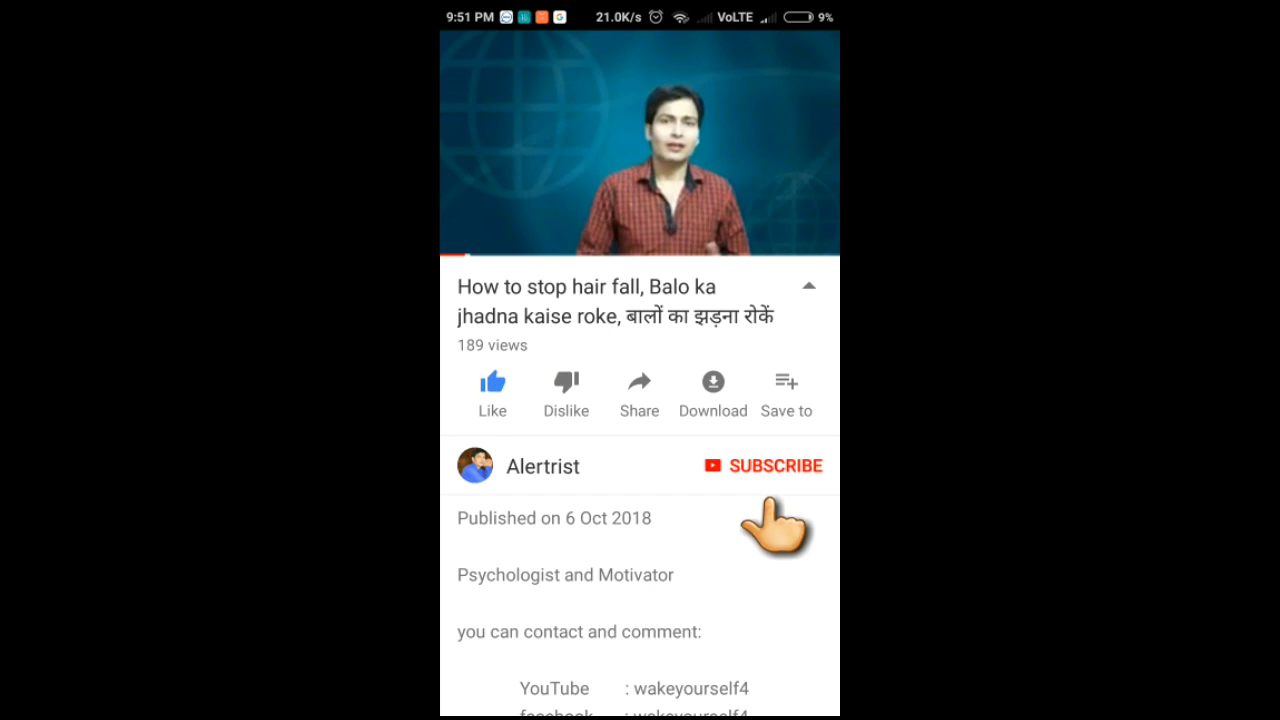 9:51 PM 21.0K/s VoLTE 9%
How to stop hair fall, Balo ka
jhadna kaise roke, बालों का झड़ना रोकें
189 views
Like Dislike Share Download Save to
Alertrist SUBSCRIBE
Published on 6 Oct 2018
Psychologist and Motivator
you can contact and comment:
YouTube : wakeyourself4
facebook : wakeyourself4